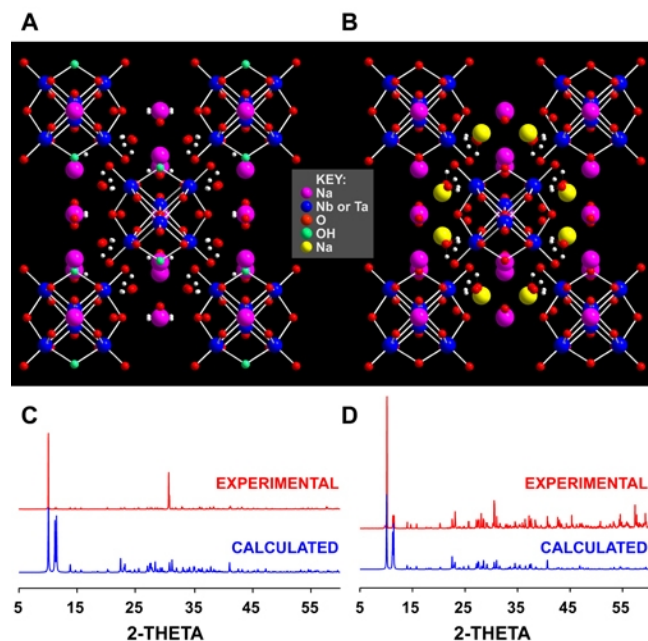 A
B
KEY:
Na
Nb or Ta
O
OH
Na
C
D
EXPERIMENTAL
CALCULATED
EXPERIMENTAL
CALCULATED
5 15 25 35 45 55
5 15 25 35 45 55
2-THETA
2-THETA